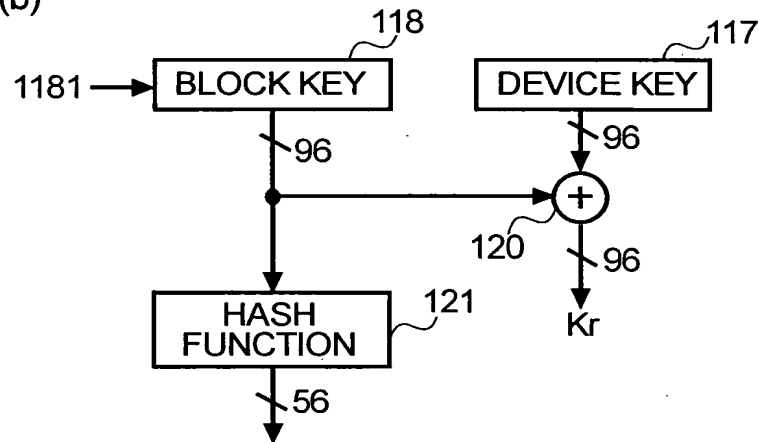 (b)
118
117
1181
BLOCK KEY
DEVICE KEY
96
96
+
120
96
HASH
FUNCTION
121
Kr
56